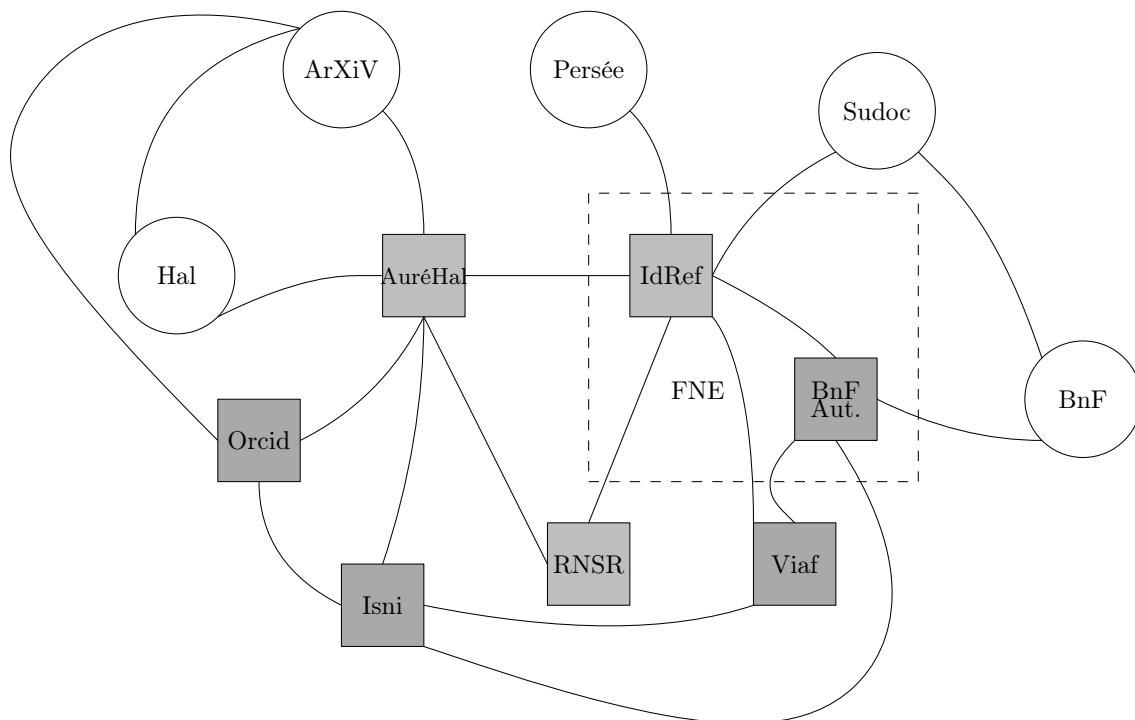 ArXiV
Persée
Sudoc
Hal
AuréHal
IdRef
FNE
BnF
Aut.
BnF
Orcid
RNSR
Viaf
Isni